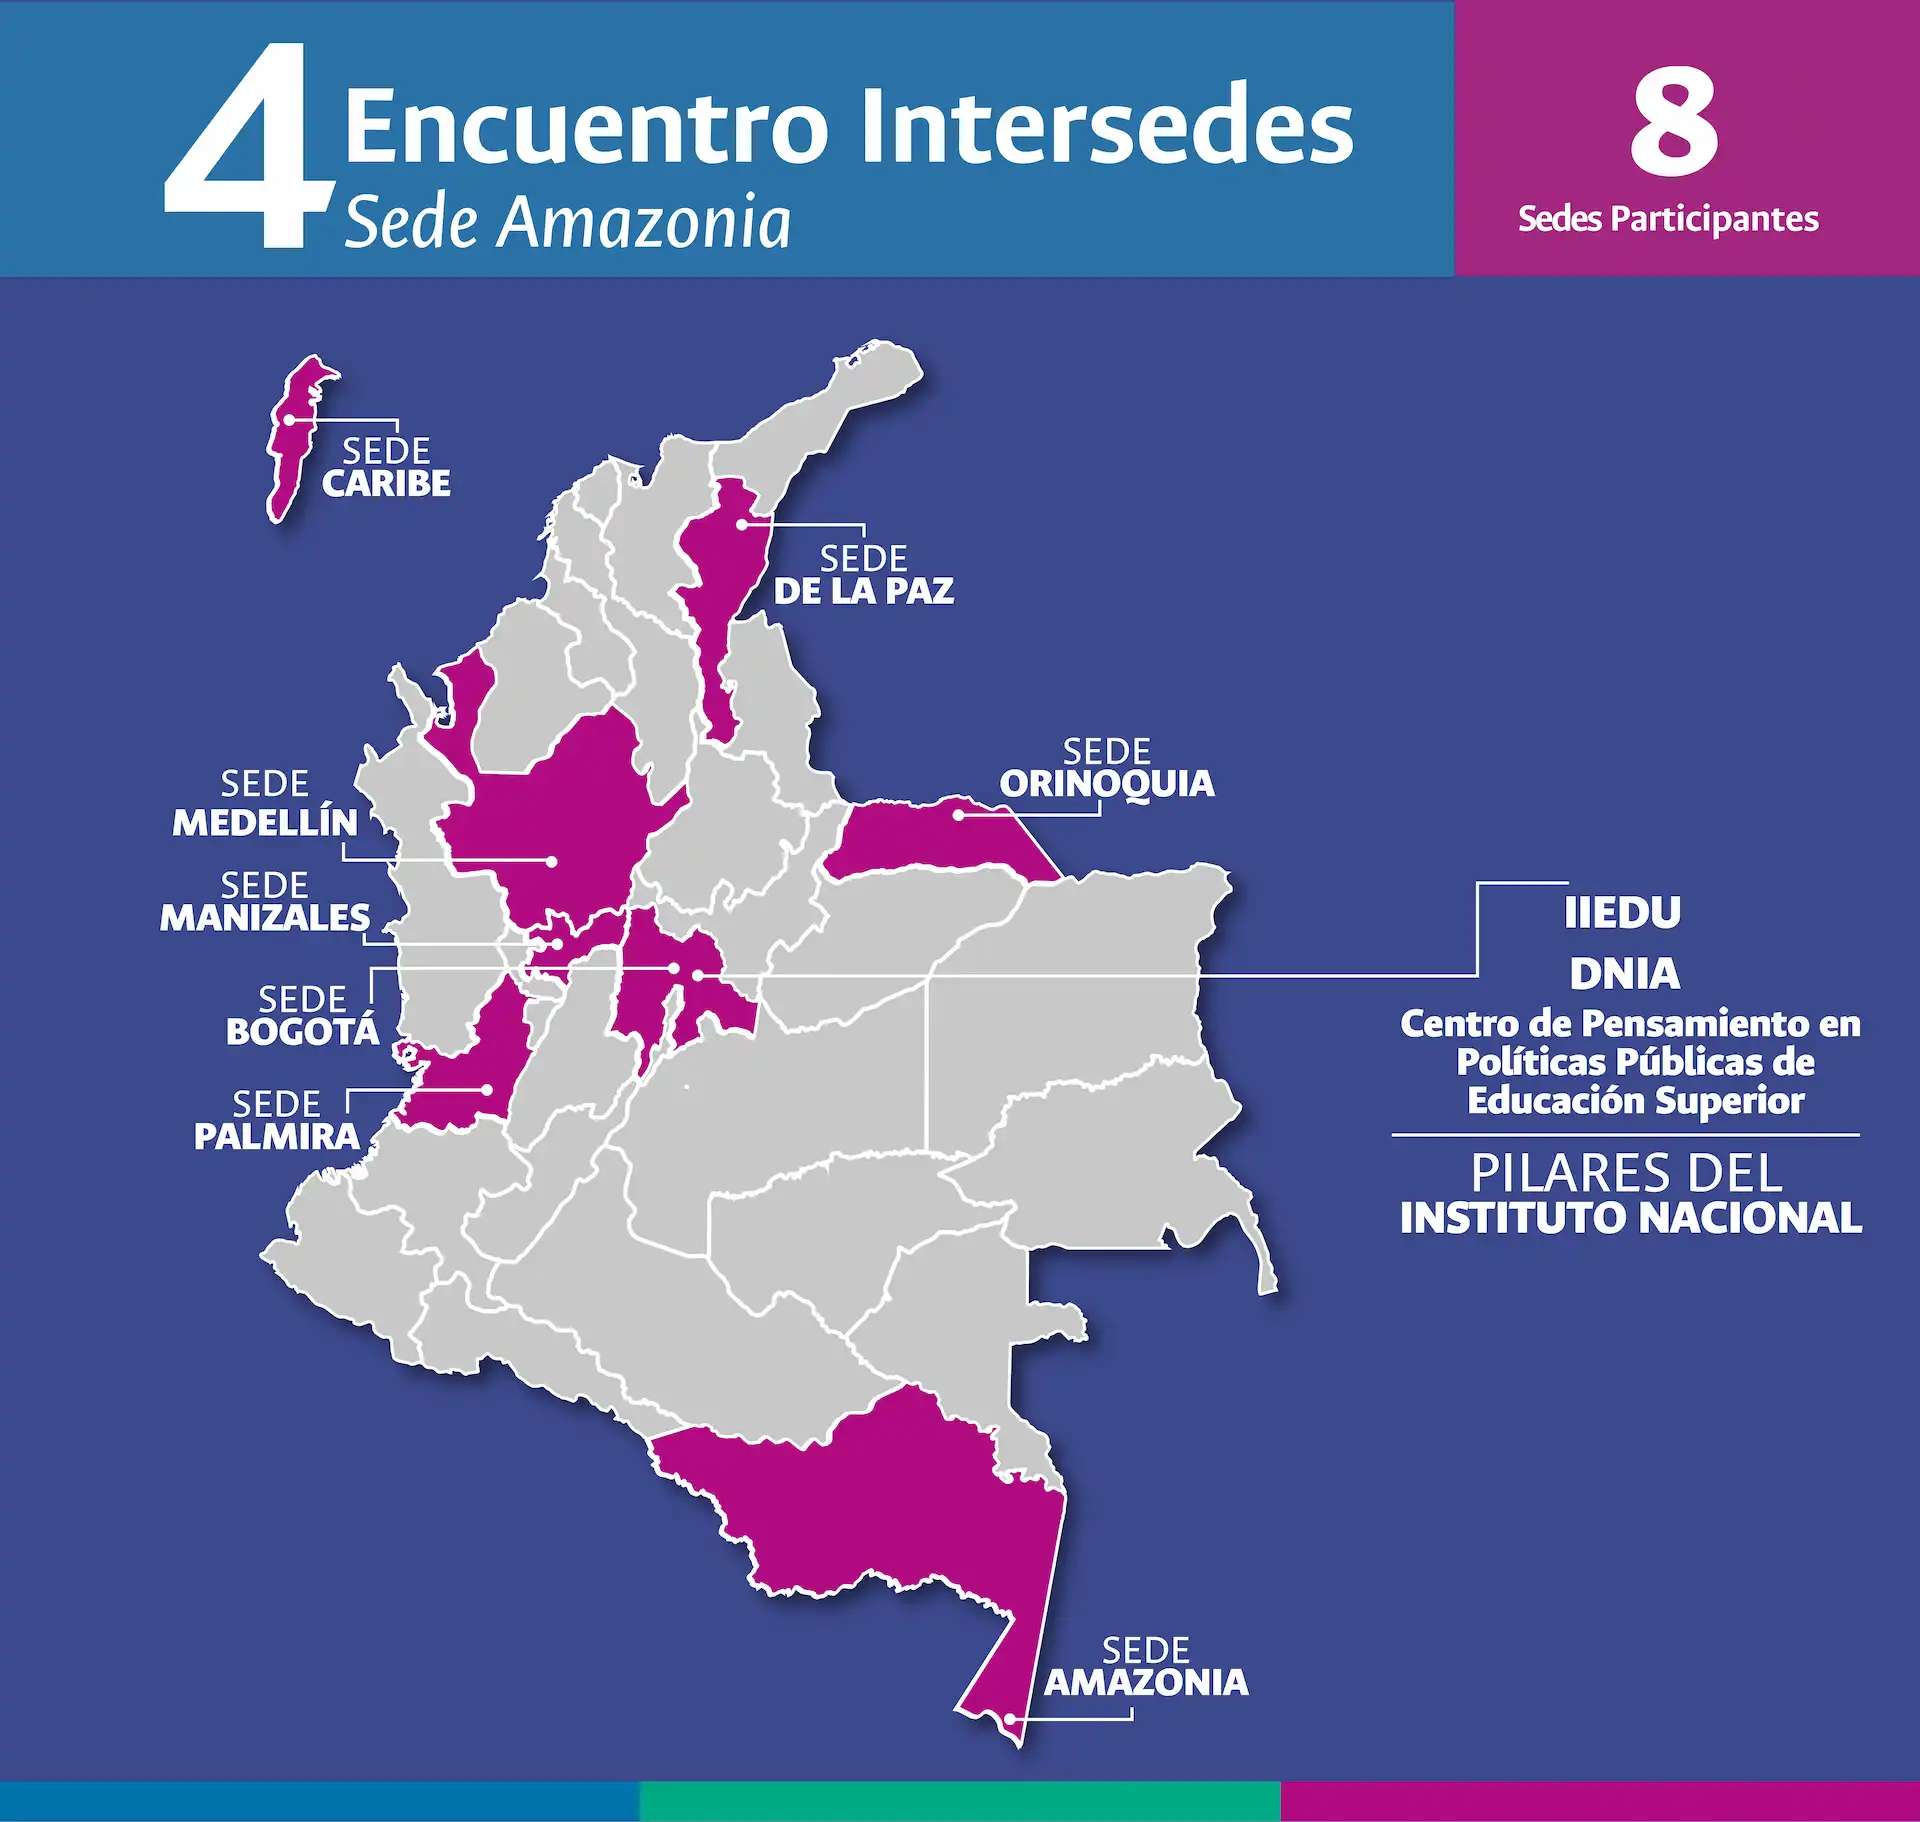 4 Encuentro Intersedes
Sede Amazonia
8
Sedes Participantes
SEDE
CARIBE
SEDE
DE LA PAZ
SEDE
ORINOQUIA
SEDE
MEDELLÍN
SEDE
MANIZALES
SEDE
BOGOTÁ
SEDE
PALMIRA
IIEDU
DNIA
Centro de Pensamiento en
Políticas Públicas de
Educación Superior
PILARES DEL
INSTITUTO NACIONAL
SEDE
AMAZONIA